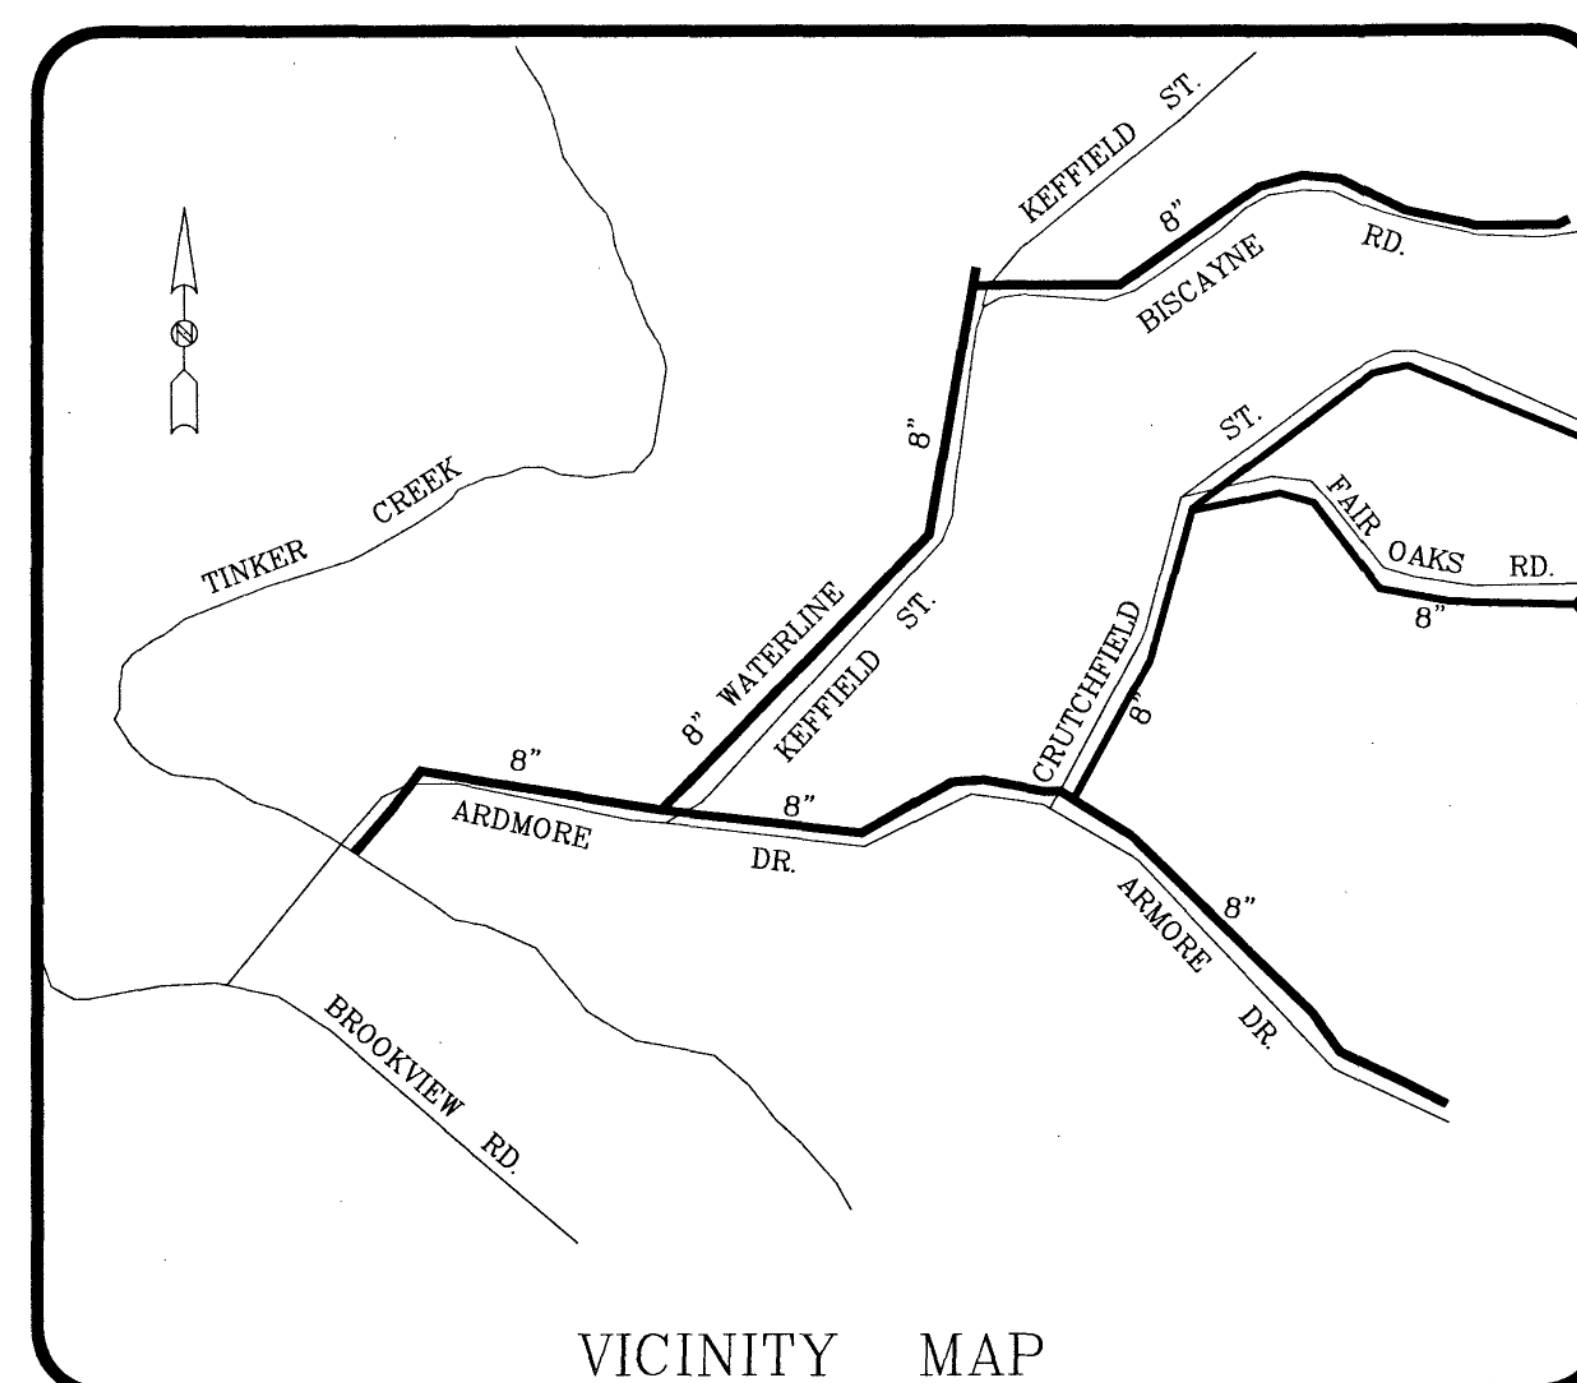 KEFFIELD ST.
8"
BISCAYNE RD.
8"
ST.
FAIR OAKS RD.
8"
TINKER CREEK
N
8" WATERLINE
KEFFIELD ST.
CRUTCHFIELD
8"
8"
ARDMORE DR.
8"
ARMORE DR.
8"
BROOKVIEW RD.
VICINITY MAP